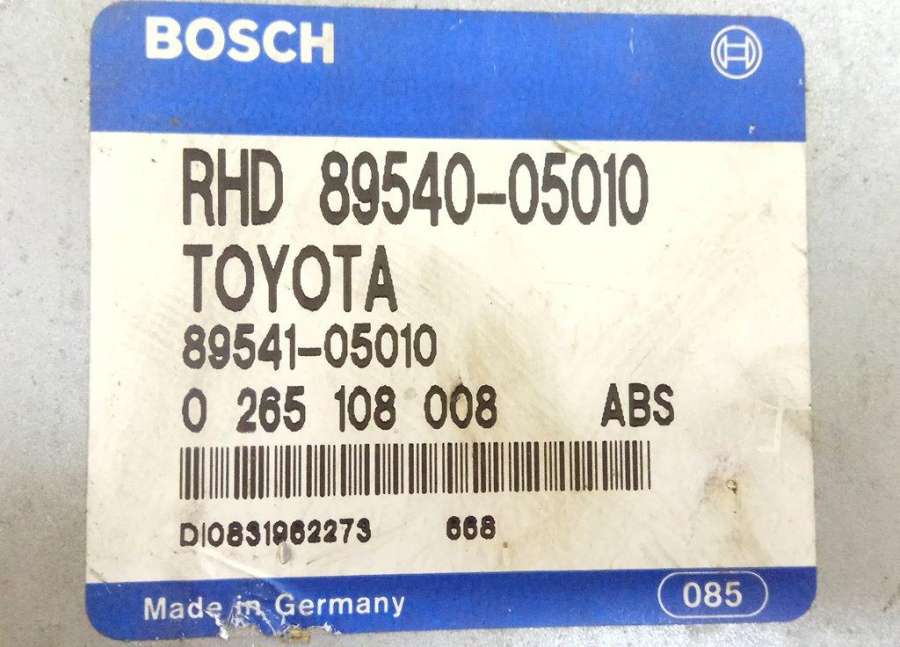 BOSCH
RHD 89540-05010
TOYOTA
89541-05010
0 265 108 008 ABS
DI0831962273 668
Made in Germany 085